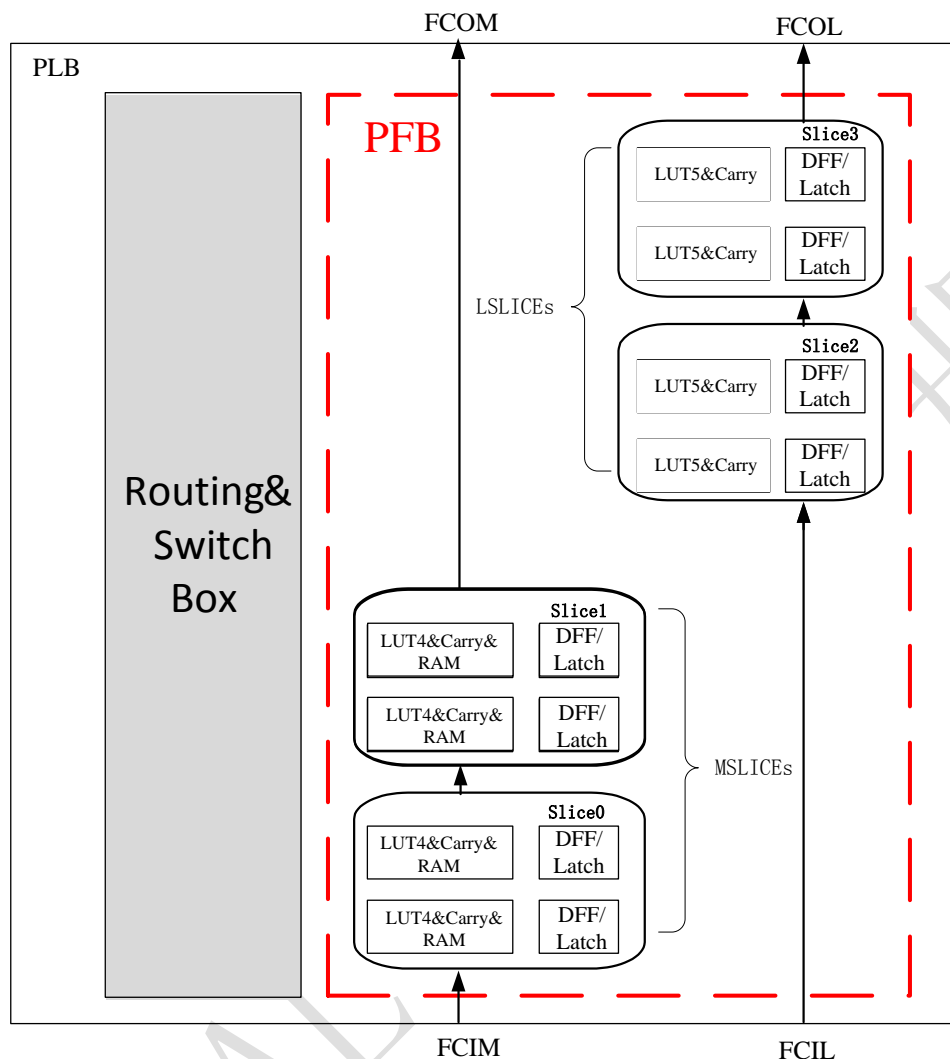 FCOM
FCOL
PLB
PFB
Slice3
LUT5&Carry
DFF/
Latch
LUT5&Carry
DFF/
Latch
LSLICEs
Slice2
LUT5&Carry
DFF/
Latch
LUT5&Carry
DFF/
Latch
Routing&
Switch
Box
Slice1
LUT4&Carry&
RAM
DFF/
Latch
LUT4&Carry&
RAM
DFF/
Latch
MSLICEs
Slice0
LUT4&Carry&
RAM
DFF/
Latch
LUT4&Carry&
RAM
DFF/
Latch
FCIM
FCIL